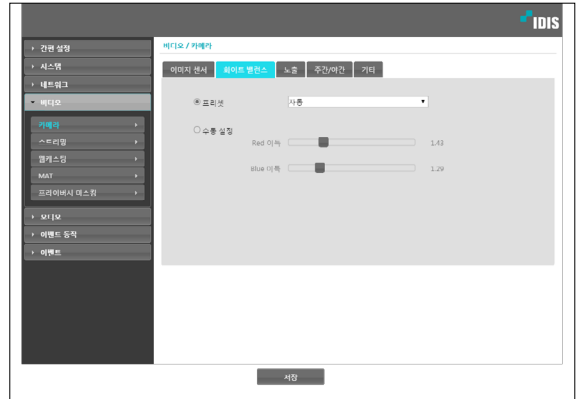 IDIS
간편 설정
시스템
네트워크
비디오
카메라
스트리밍
웹캐스팅
MAT
프라이버시 마스킹
오디오
이벤트 동작
이벤트
비디오 / 카메라
이미지 센서 화이트 밸런스 노출 주간/야간 기타
프리셋 자동
수동 설정
Red 이득 1.43
Blue 이득 1.29
저장